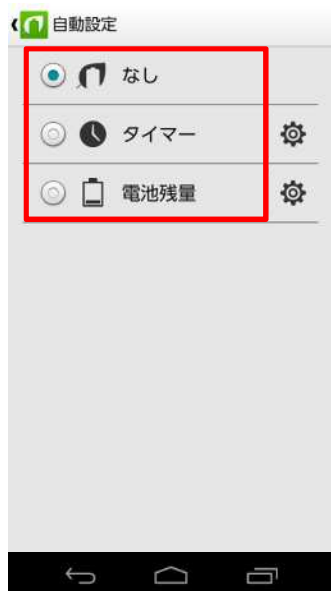 自動設定
なし
タイマー
電池残量